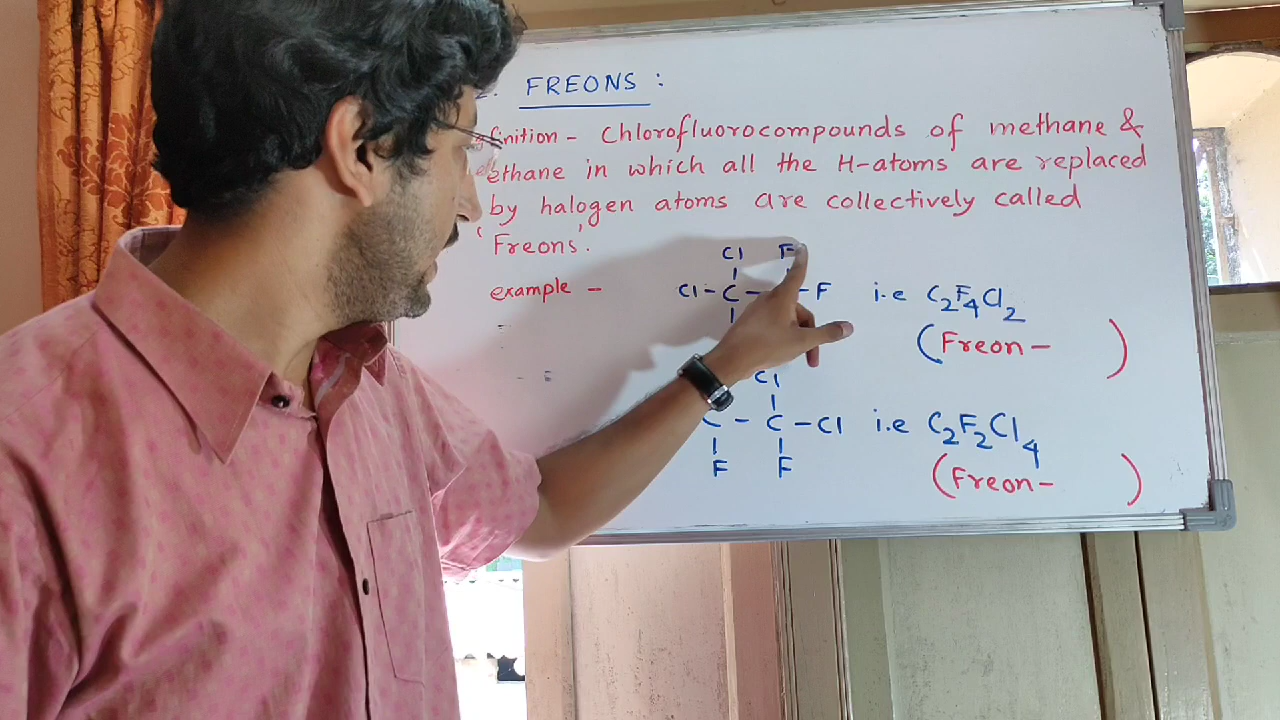 FREONS :
finition - Chlorofluorocompounds of methane &
ethane in which all the H-atoms are replaced
by halogen atoms are collectively called
'Freons'.
Cl F
example - Cl-C- -F i.e C2F4Cl2
(Freon- )
Cl
C - C -Cl i.e C2F2Cl4
F F (Freon- )